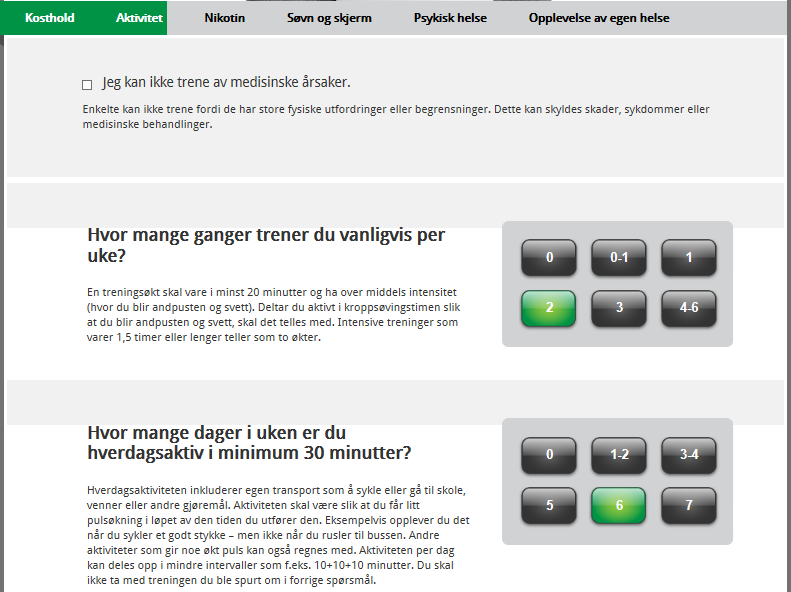 Kosthold Aktivitet Nikotin Søvn og skjerm Psykisk helse Opplevelse av egen helse
Jeg kan ikke trene av medisinske årsaker.
Enkelte kan ikke trene fordi de har store fysiske utfordringer eller begrensninger. Dette kan skyldes skader, sykdommer eller
medisinske behandlinger.
Hvor mange ganger trener du vanligvis per
uke?
En treningsøkt skal vare i minst 20 minutter og ha over middels intensitet
(hvor du blir andpusten og svett). Deltar du aktivt i kroppsøvingstimen slik
at du blir andpusten og svett, skal det telles med. Intensive treninger som
varer 1,5 timer eller lenger teller som to økter.
0 0-1 1
2 3 4-6
Hvor mange dager i uken er du
hverdagsaktiv i minimum 30 minutter?
Hverdagsaktiviteten inkluderer egen transport som å sykle eller gå til skole,
venner eller andre gjøremål. Aktiviteten skal være slik at du får litt
pulsøkning i løpet av den tiden du utfører den. Eksempelvis opplever du det
når du sykler et godt stykke – men ikke når du rusler til bussen. Andre
aktiviteter som gir noe økt puls kan også regnes med. Aktiviteten per dag
kan deles opp i mindre intervaller som f.eks. 10+10+10 minutter. Du skal
ikke ta med treningen du ble spurt om i forrige spørsmål.
0 1-2 3-4
5 6 7